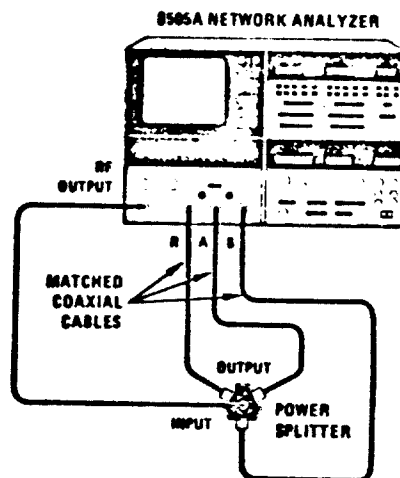 8505A NETWORK ANALYZER
RF
OUTPUT
R A B
MATCHED
COAXIAL
CABLES
OUTPUT
INPUT
POWER
SPLITTER